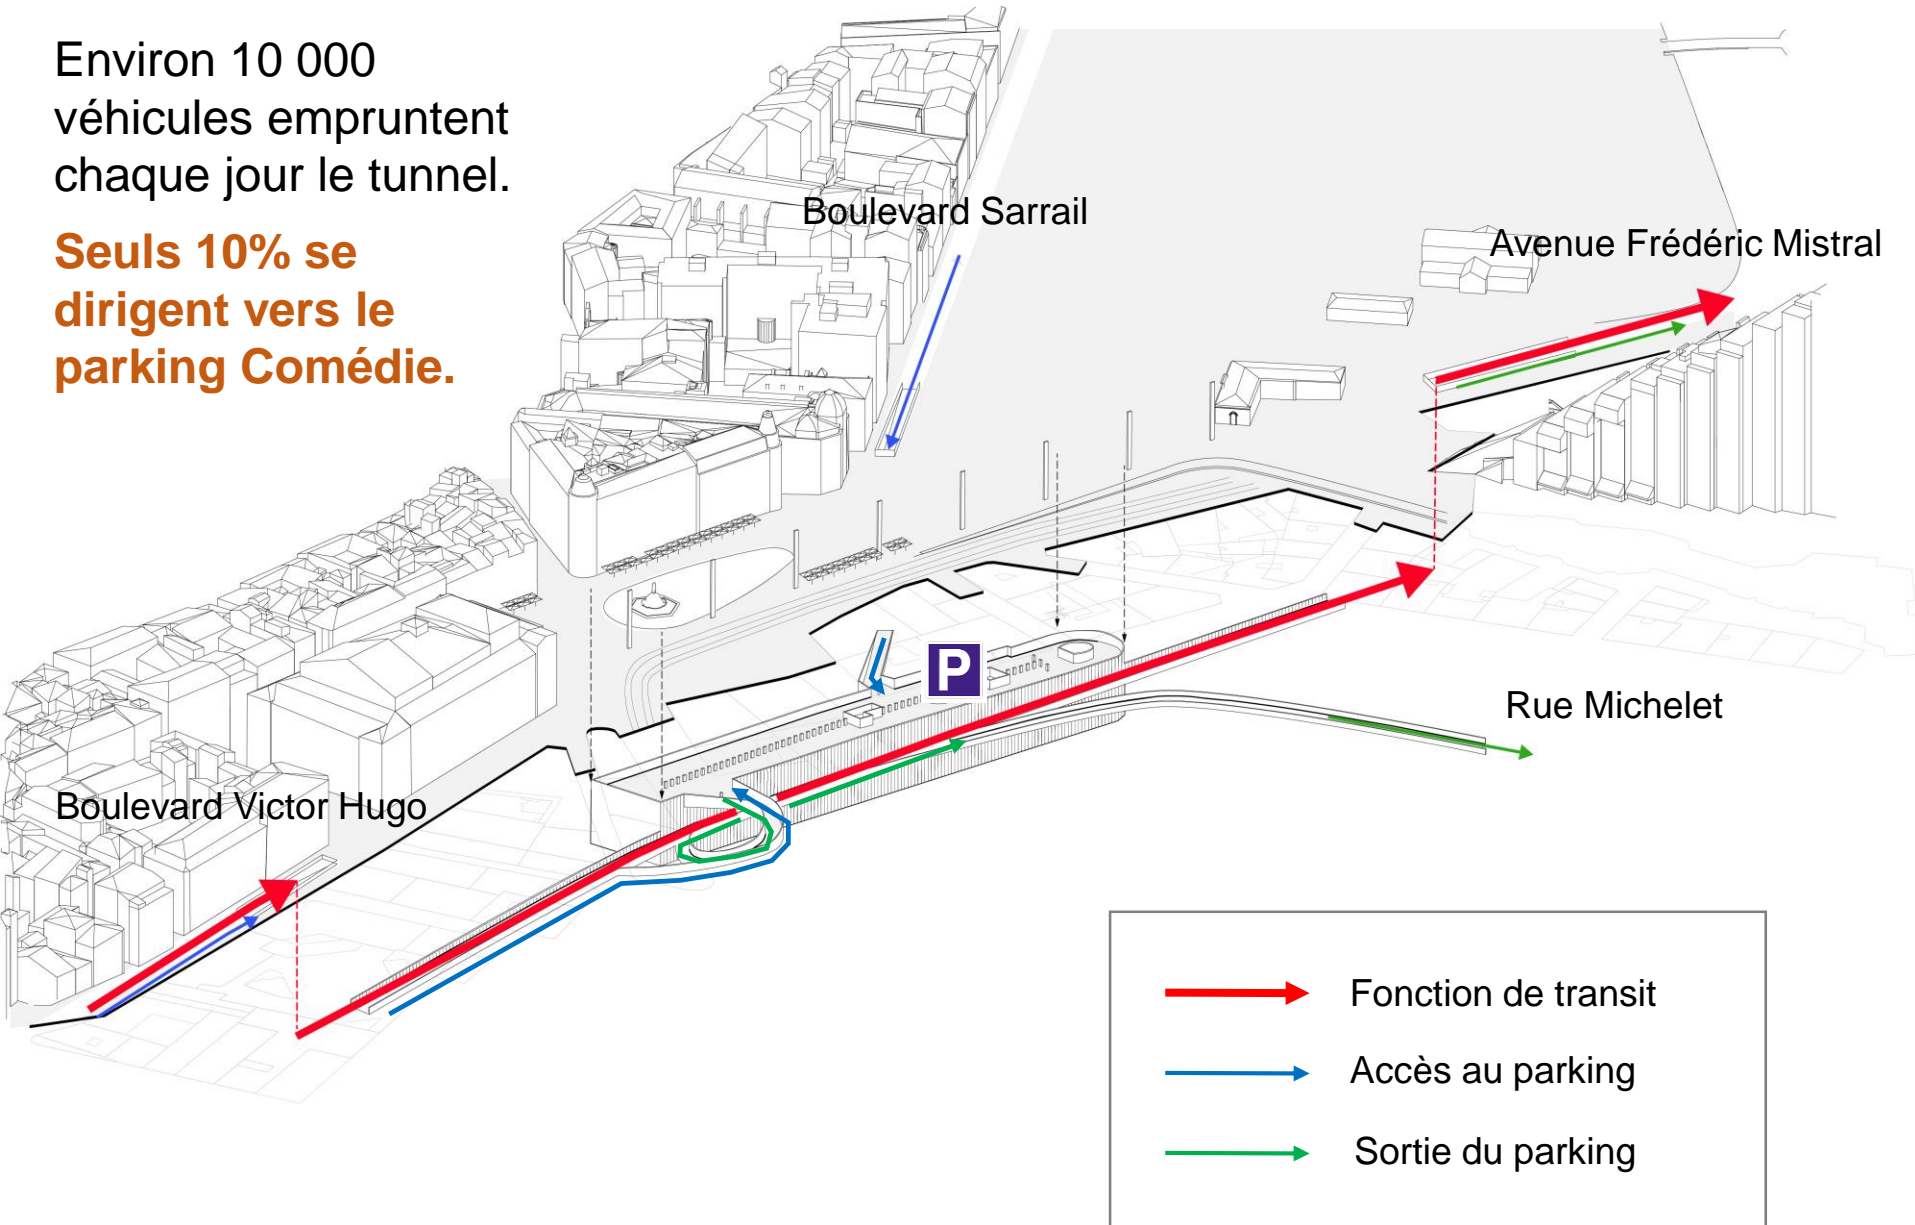 Environ 10 000
véhicules empruntent
chaque jour le tunnel.
Seuls 10% se
dirigent vers le
parking Comédie.
Boulevard Sarrail
Avenue Frédéric Mistral
P
Rue Michelet
Boulevard Victor Hugo
Fonction de transit
Accès au parking
Sortie du parking